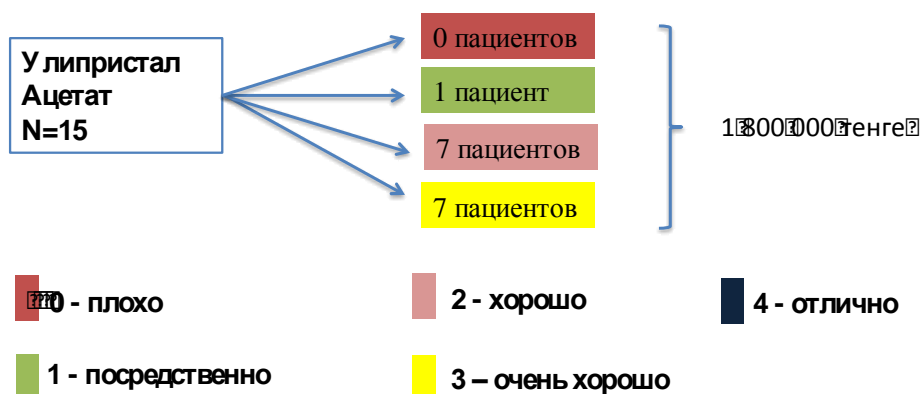 Улипристал
Ацетат
N=15
0 пациентов
1 пациент
7 пациентов
7 пациентов
1 800 000 тенге
0 - плохо
2 - хорошо
4 - отлично
1 - посредственно
3 – очень хорошо